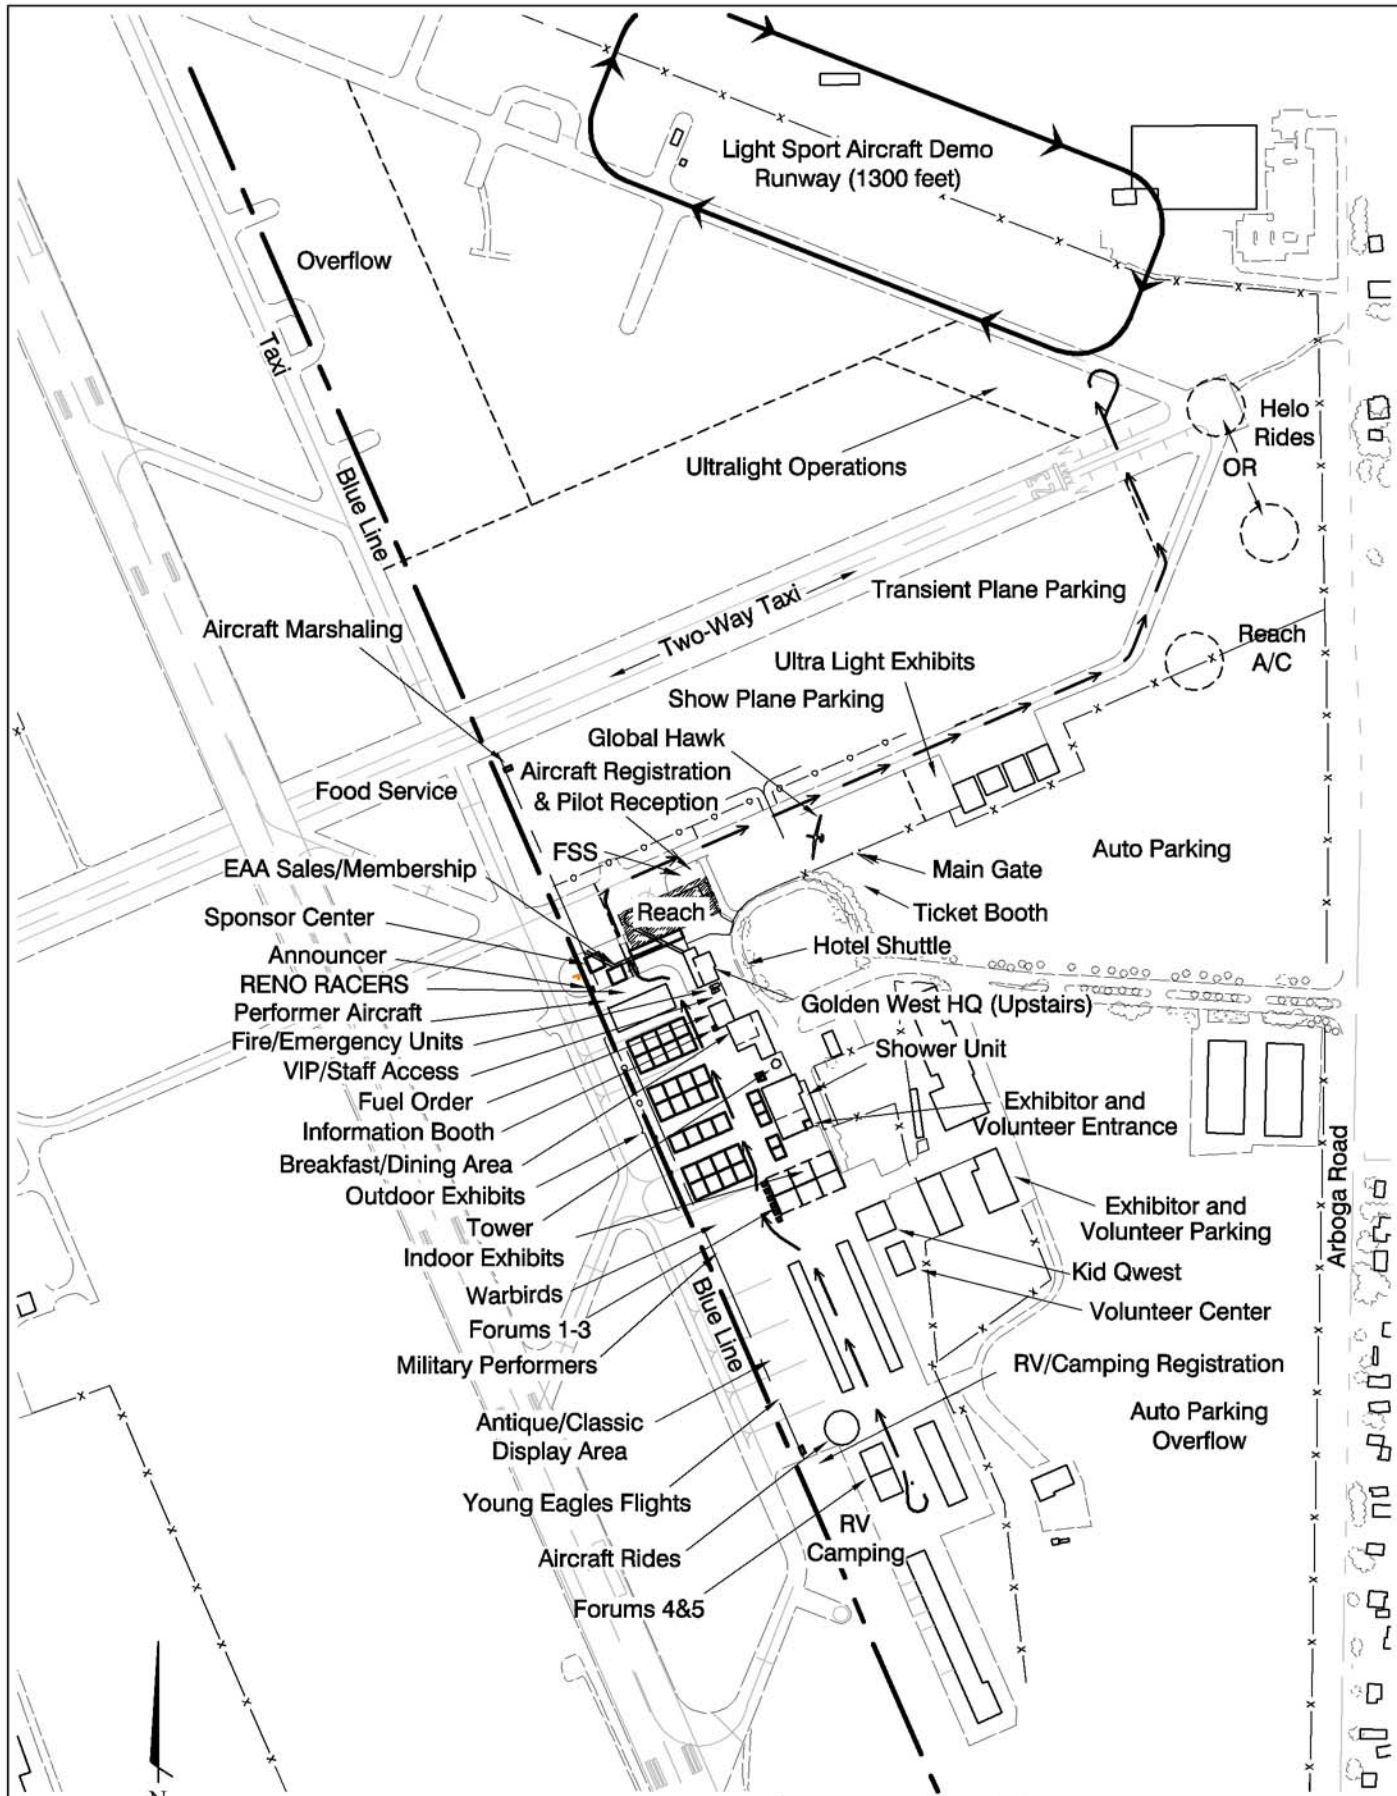 Light Sport Aircraft Demo
Runway (1300 feet)
Overflow
Taxi
Helo
Rides
OR
Ultralight Operations
Blue Line
Two-Way Taxi
Transient Plane Parking
Aircraft Marshaling
Reach
A/C
Ultra Light Exhibits
Show Plane Parking
Global Hawk
Aircraft Registration
& Pilot Reception
Food Service
FSS
Auto Parking
EAA Sales/Membership
Main Gate
Reach
Ticket Booth
Sponsor Center
Hotel Shuttle
Announcer
RENO RACERS
Golden West HQ (Upstairs)
Performer Aircraft
Fire/Emergency Units
Shower Unit
VIP/Staff Access
Fuel Order
Exhibitor and
Volunteer Entrance
Information Booth
Breakfast/Dining Area
Outdoor Exhibits
Arboga Road
Tower
Exhibitor and
Volunteer Parking
Indoor Exhibits
Kid Qwest
Warbirds
Blue Line
Volunteer Center
Forums 1-3
Military Performers
RV/Camping Registration
Antique/Classic
Display Area
Auto Parking
Overflow
Young Eagles Flights
RV
Camping
Aircraft Rides
Forums 4&5